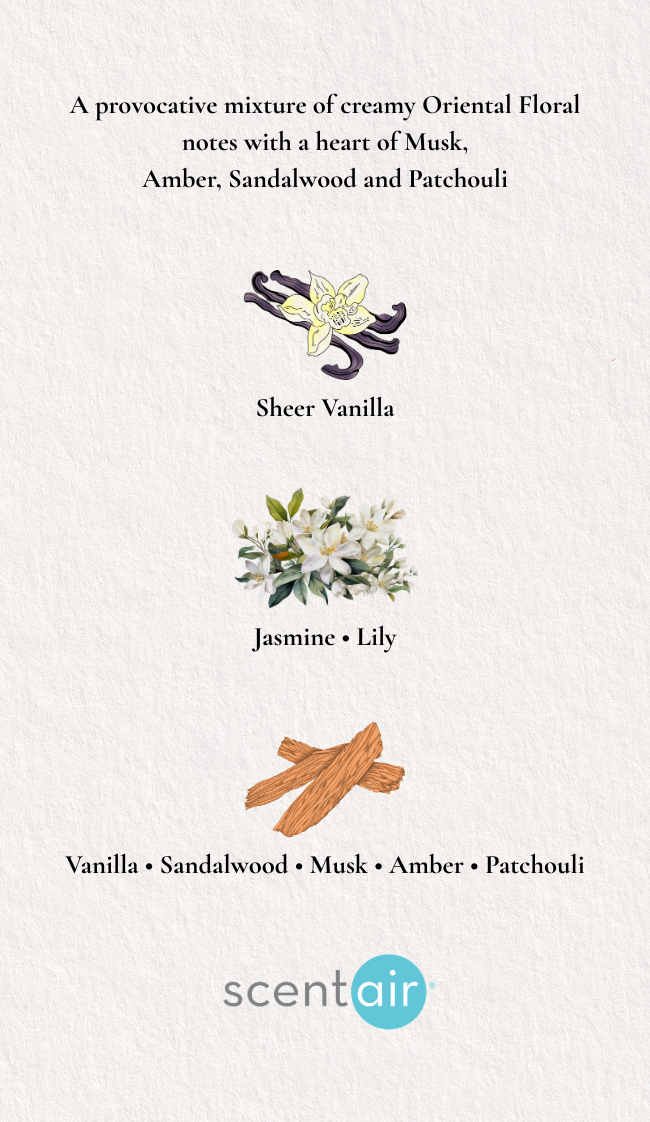 A provocative mixture of creamy Oriental Floral
notes with a heart of Musk,
Amber, Sandalwood and Patchouli
Sheer Vanilla
Jasmine • Lily
Vanilla • Sandalwood • Musk • Amber • Patchouli
scentair®